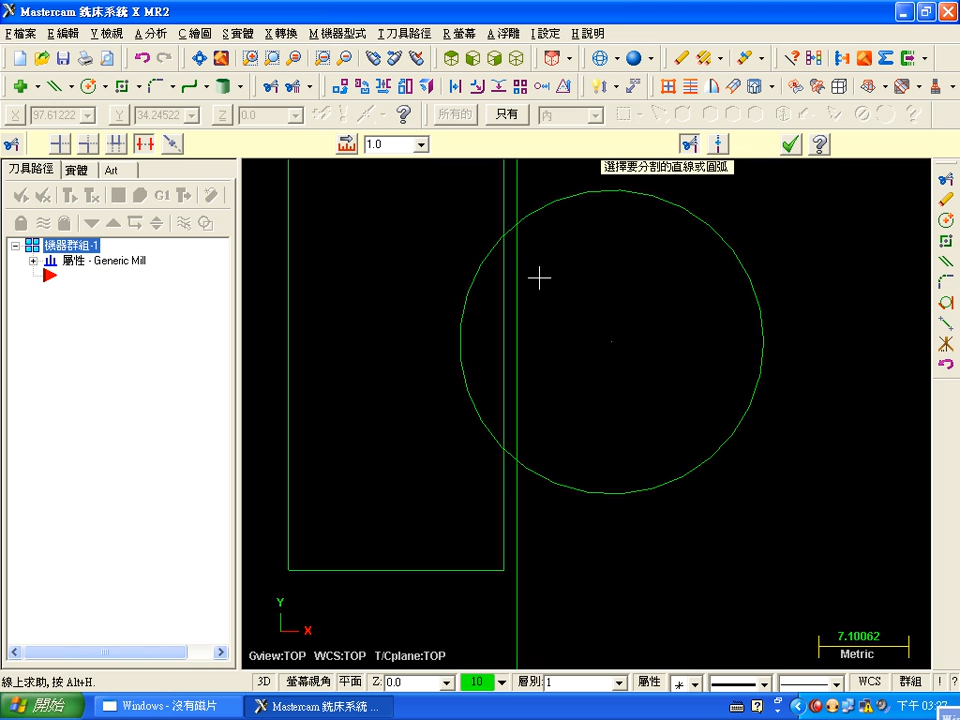 Mastercam 銑床系統 X MR2
F檔案 E編輯 V檢視 A分析 C繪圖 S實體 X轉換 M機器型式 T刀具路徑 R螢幕 A浮雕 I設定 H說明
X 97.61222 Y 34.24522 Z 0.0 所有的 只有 內
1.0
刀具路徑 實體 Art
選擇要分割的直線或圓弧
G1
機器群組-1
屬性 - Generic Mill
Y
X
7.10062
Metric
Gview:TOP WCS:TOP T/Cplane:TOP
線上求助, 按 Alt+H. 3D 螢幕視角 平面 Z: 0.0 10 層別: 1 屬性 WCS 群組 ! ?
開始 Windows - 沒有磁片 Mastercam 銑床系統 ... 下午 03:27